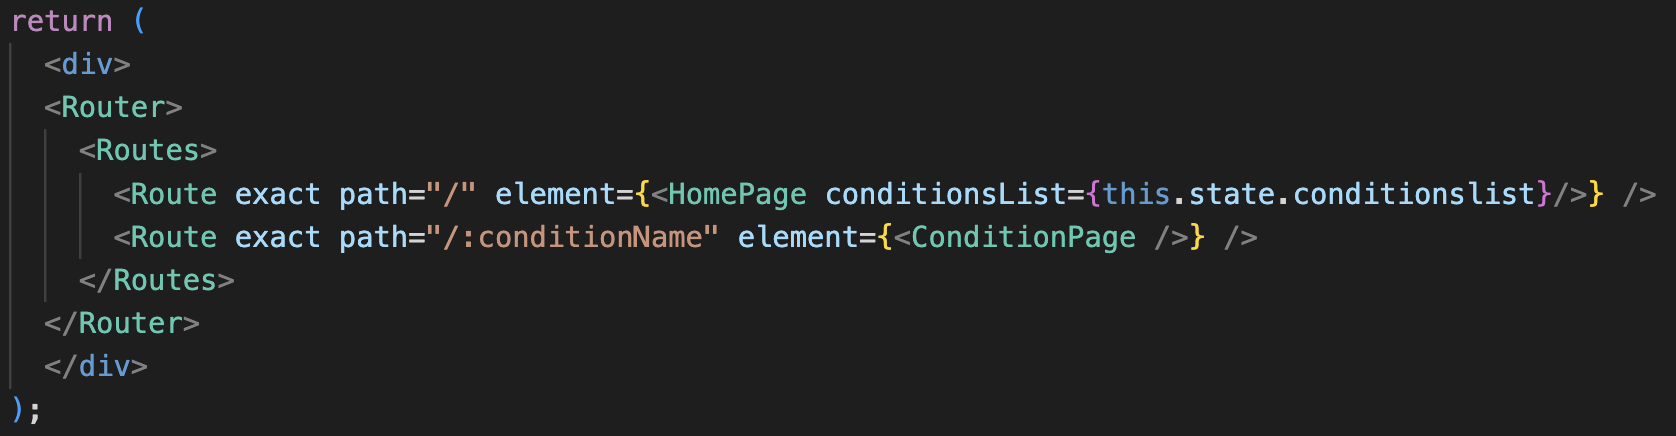 return (
<div>
<Router>
<Routes>
<Route exact path="/" element={<HomePage conditionsList={this.state.conditionslist}/>} />
<Route exact path="/:conditionName" element={<ConditionPage />} />
</Routes>
</Router>
</div>
);